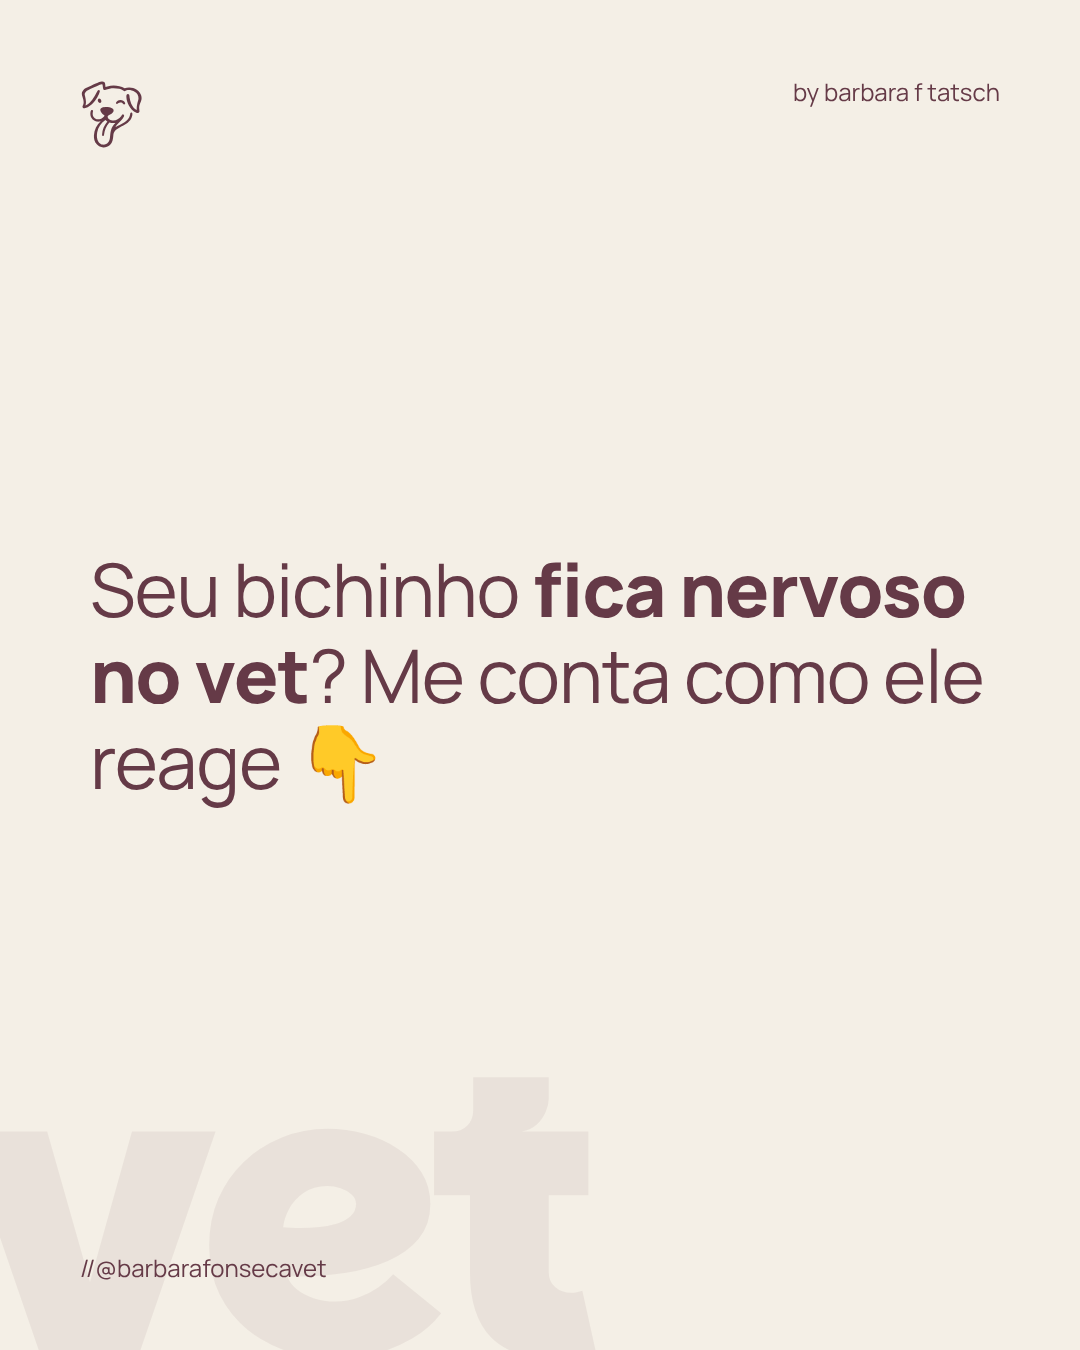 by barbara f tatsch
Seu bichinho fica nervoso
no vet? Me conta como ele
reage 👇
vet
//@barbarafonsecavet